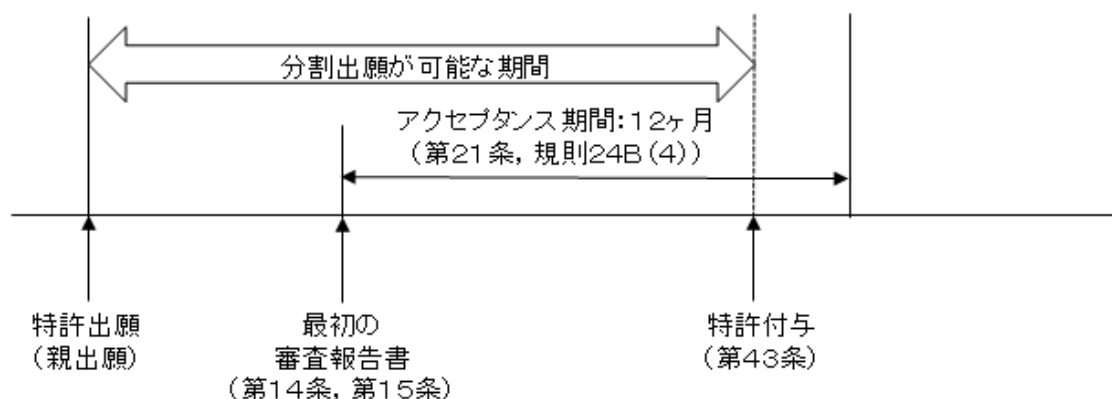 分割出願が可能な期間
アクセプタンス期間:12ヶ月
(第21条, 規則24B(4))
特許出願
(親出願)
最初の
審査報告書
(第14条, 第15条)
特許付与
(第43条)